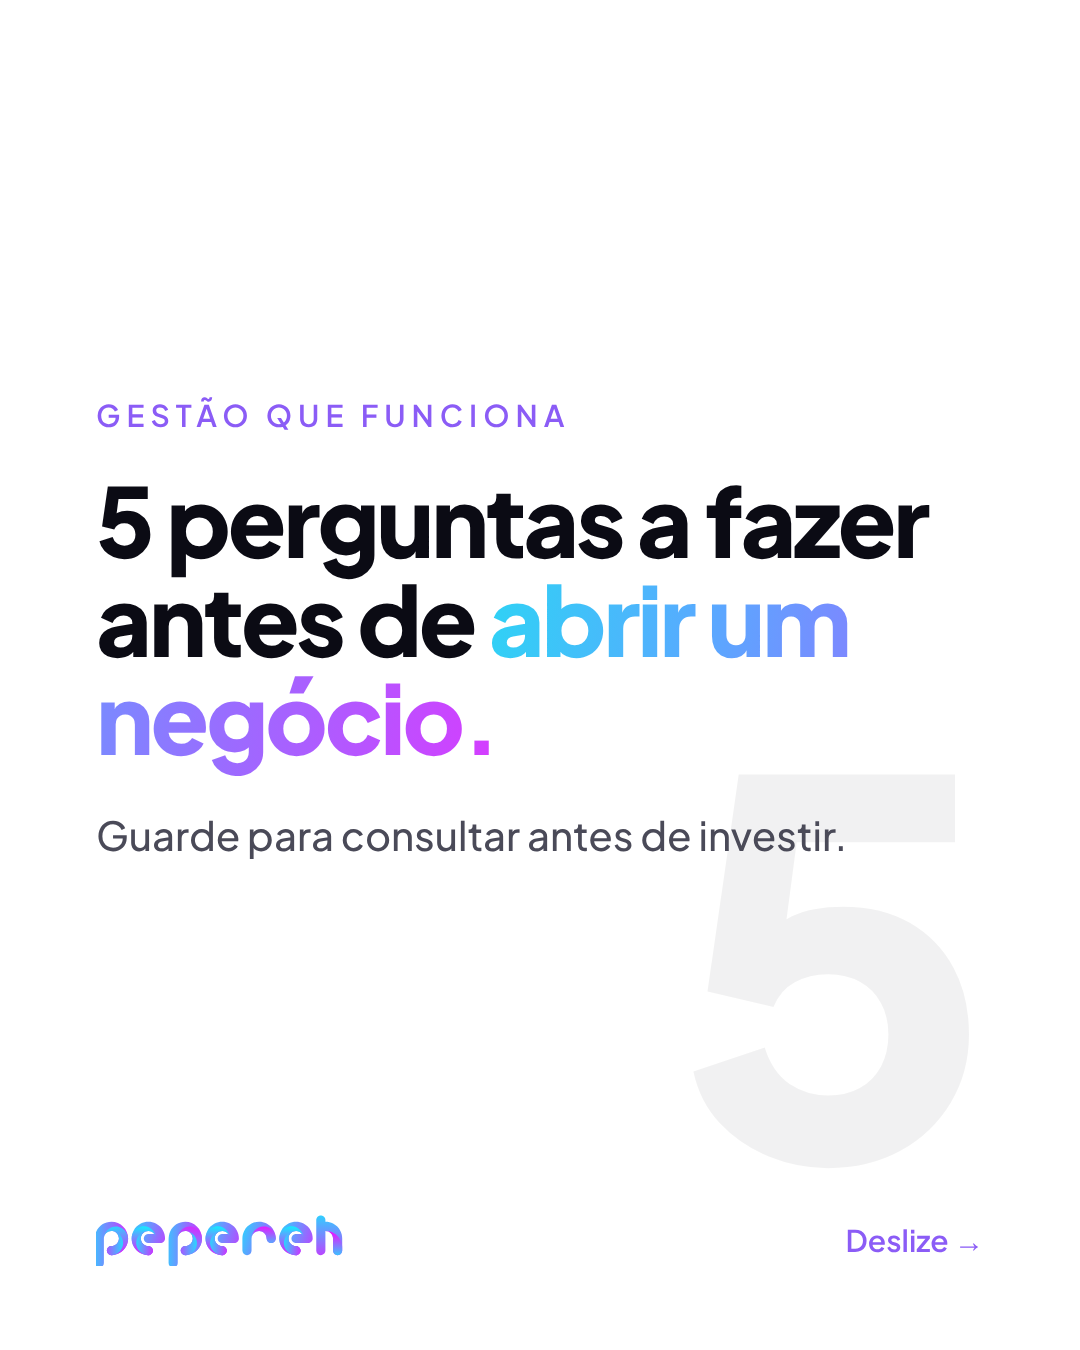 GESTÃO QUE FUNCIONA
5 perguntas a fazer
antes de abrir um
negócio.
Guarde para consultar antes de investir.
5
pepereh
Deslize →